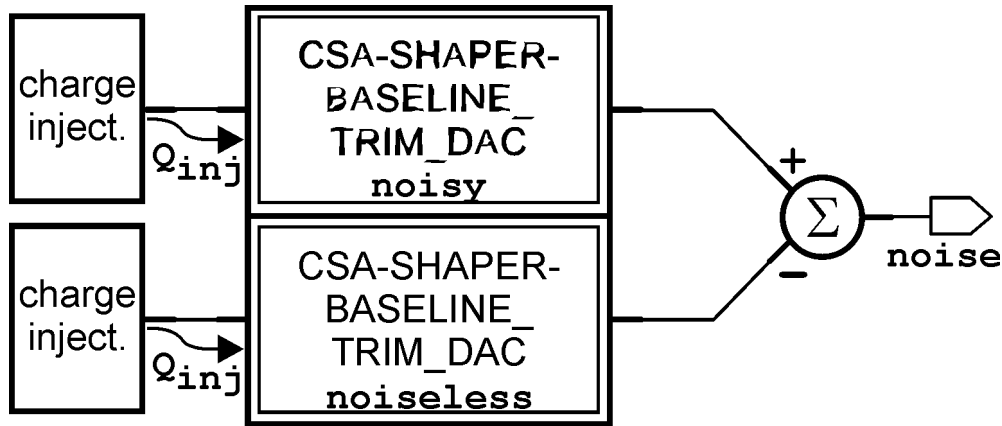 charge
inject.
Qinj
CSA-SHAPER-
BASELINE_
TRIM_DAC
noisy
+
Σ
−
noise
charge
inject.
Qinj
CSA-SHAPER-
BASELINE_
TRIM_DAC
noiseless